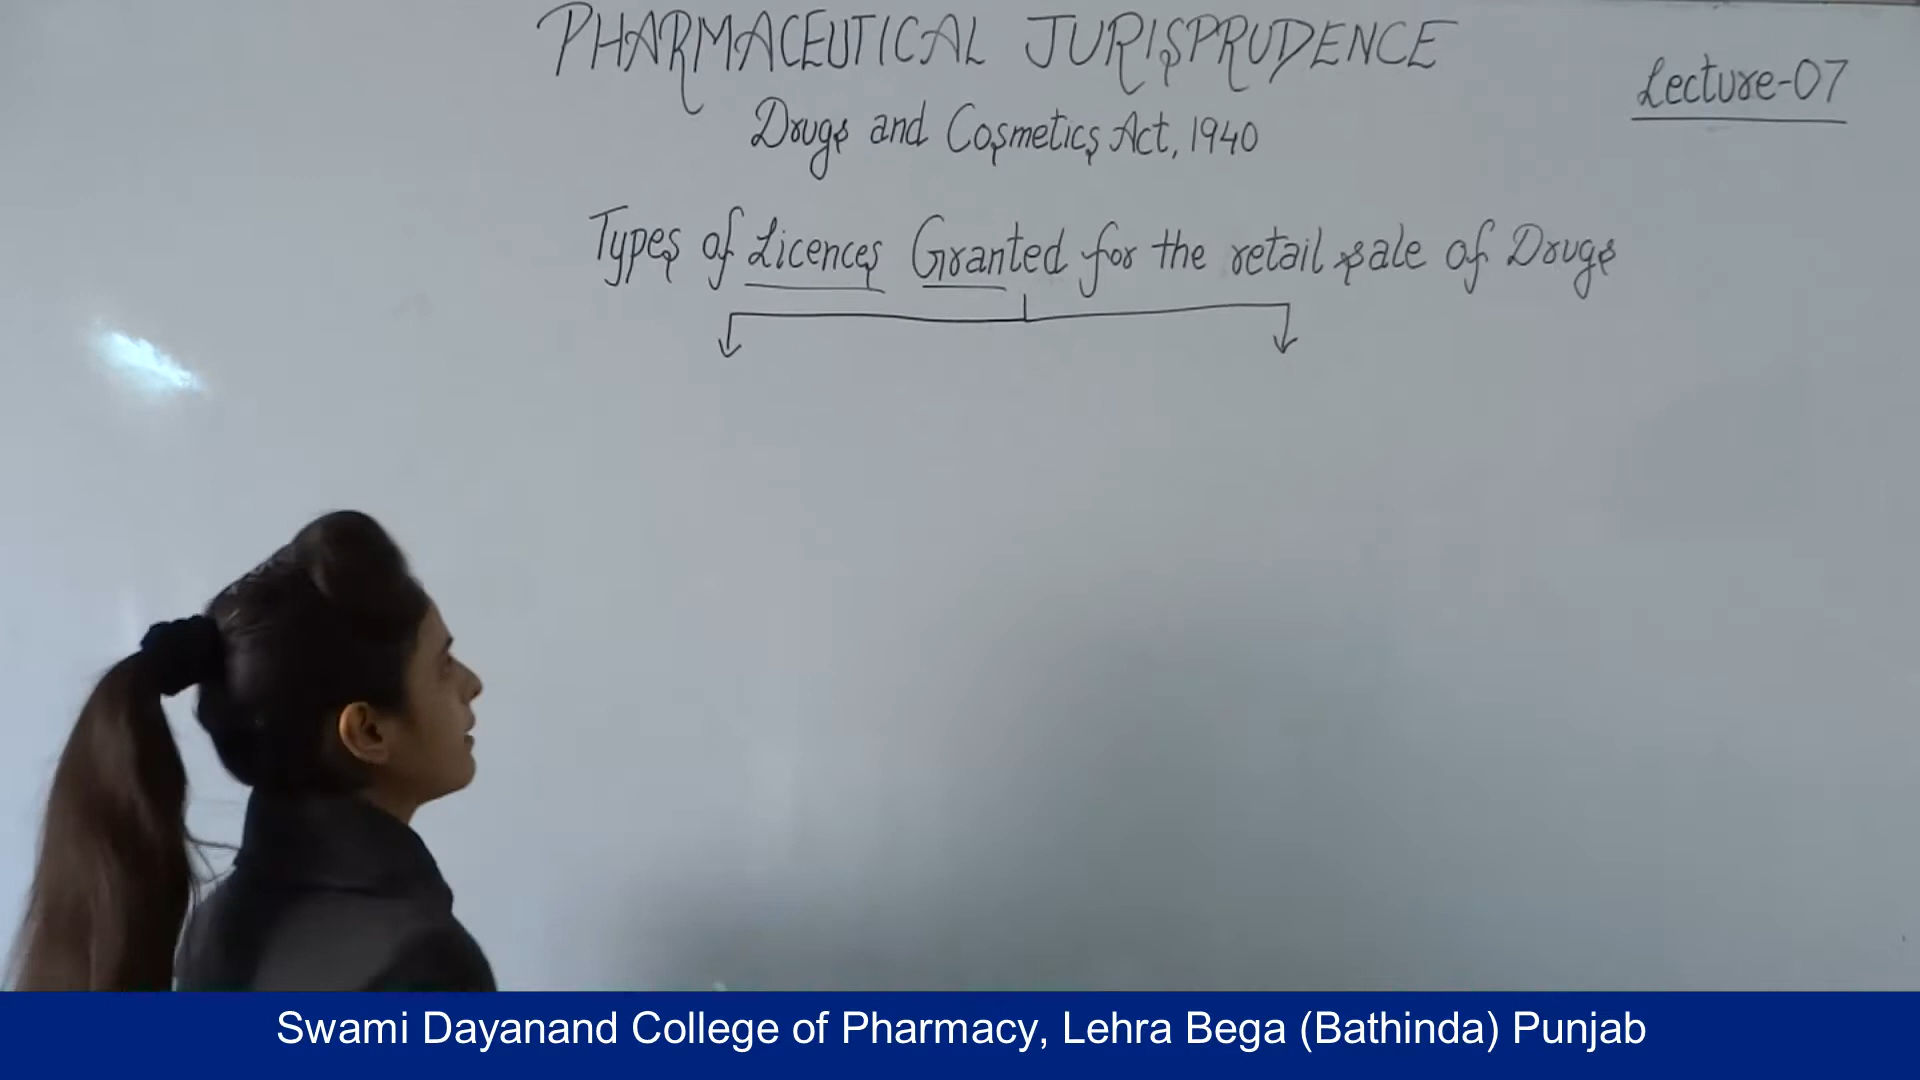 PHARMACEUTICAL JURISPRUDENCE
Lecture-07
Drugs and Cosmetics Act, 1940
Types of Licences Granted for the retail sale of Drugs
Swami Dayanand College of Pharmacy, Lehra Bega (Bathinda) Punjab